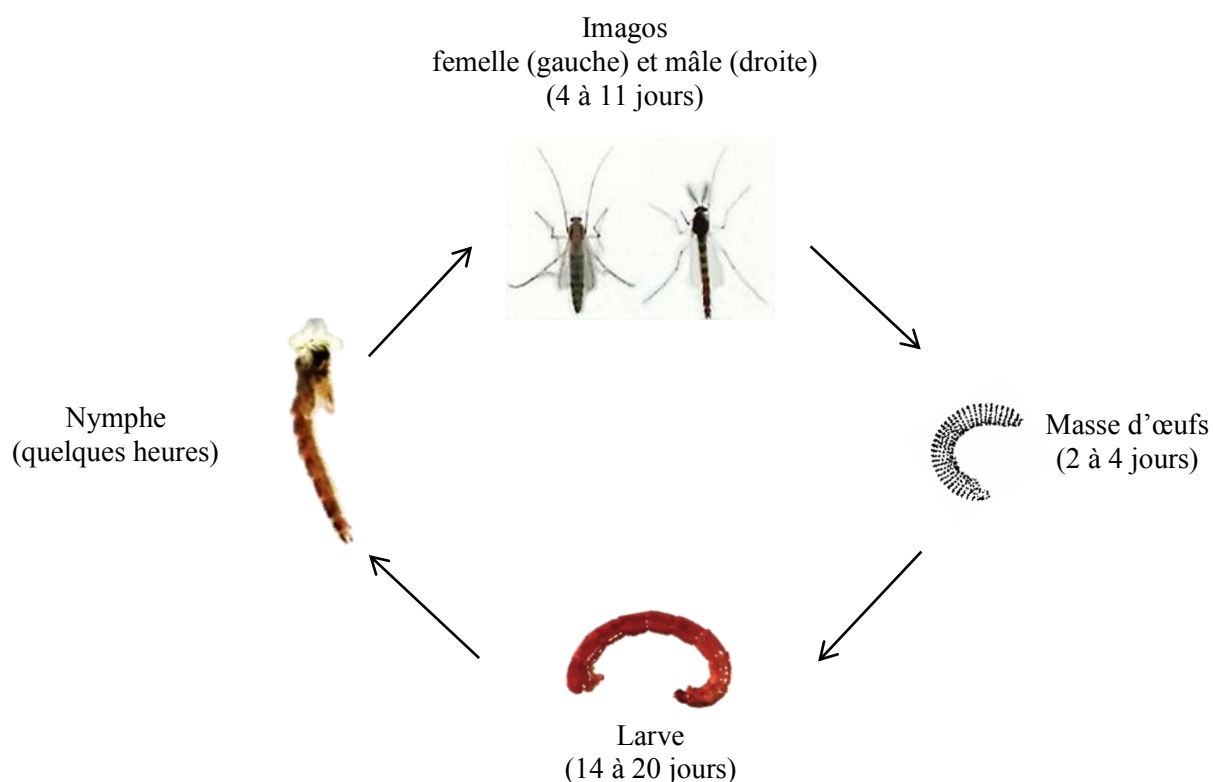 Imagos
femelle (gauche) et mâle (droite)
(4 à 11 jours)
Nymphe
(quelques heures)
Masse d’œufs
(2 à 4 jours)
Larve
(14 à 20 jours)